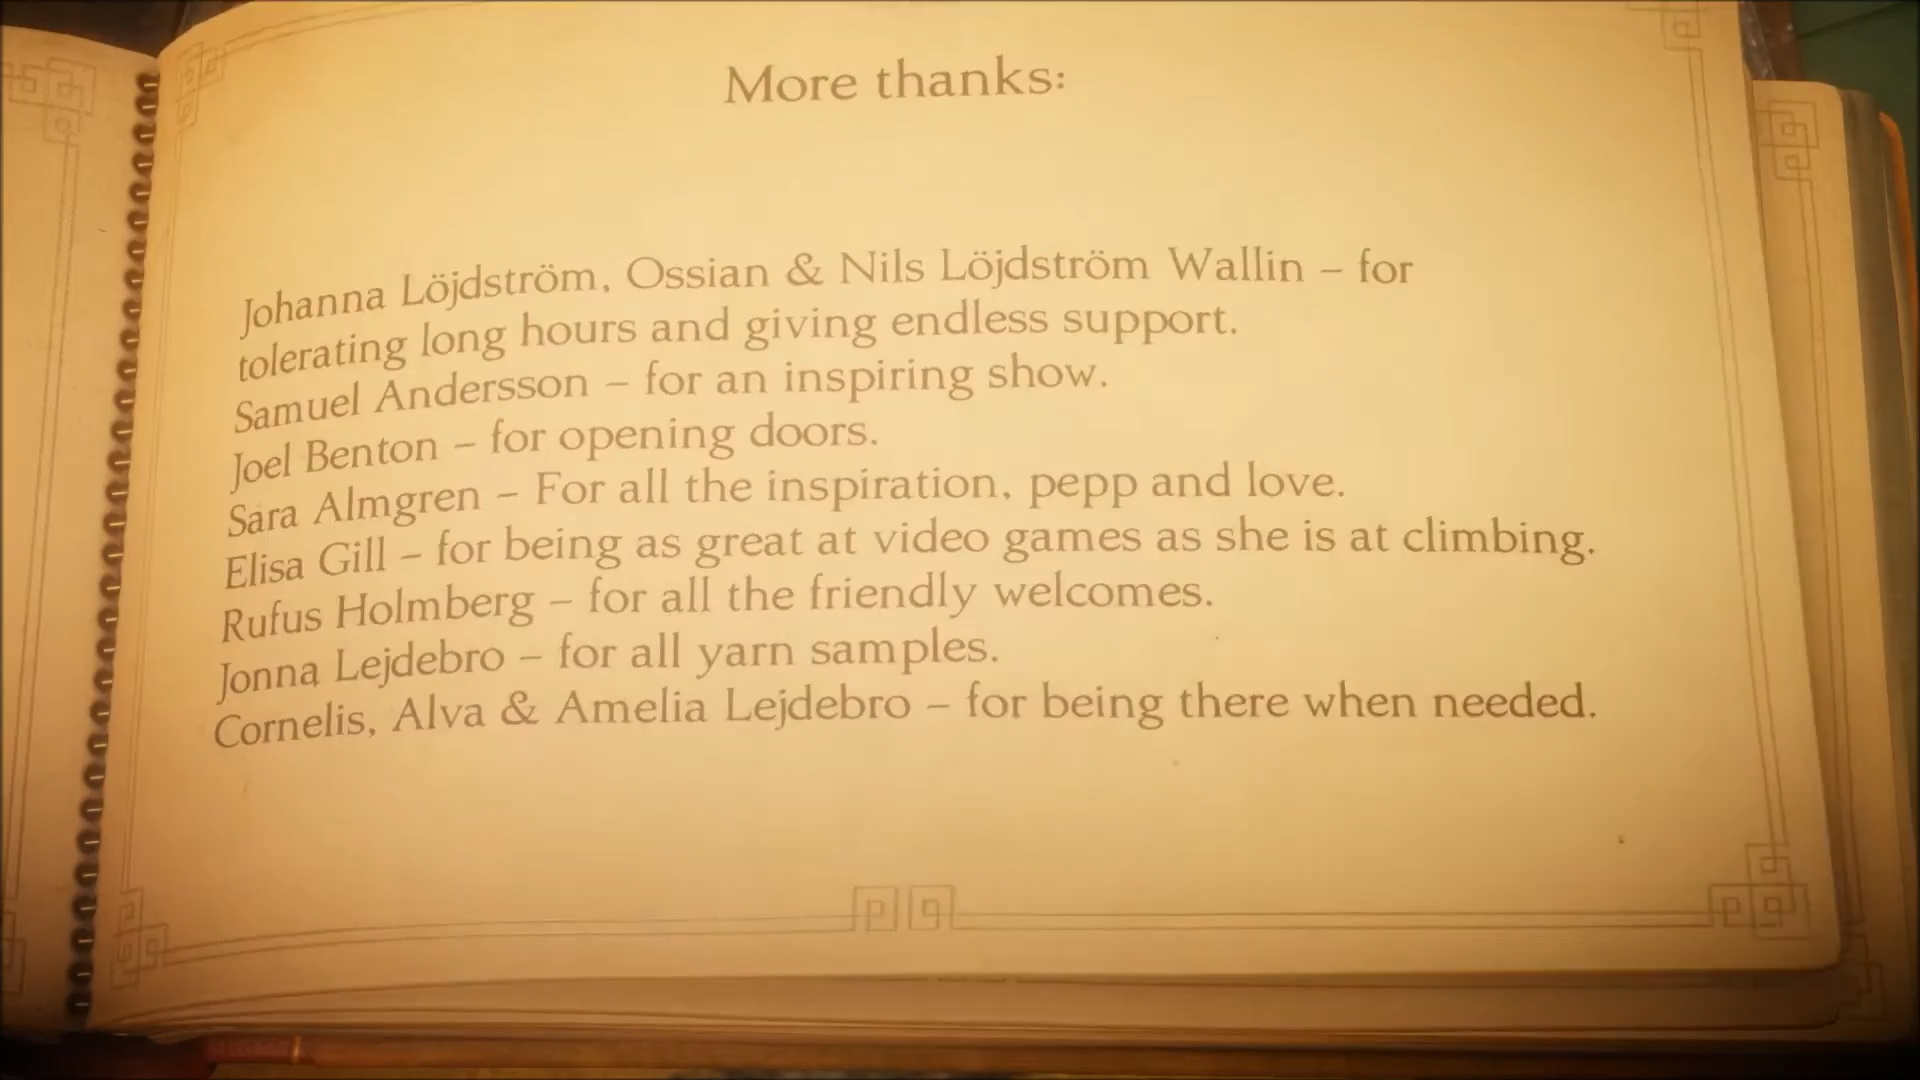 More thanks:
Johanna Löjdström, Ossian & Nils Löjdström Wallin – for
tolerating long hours and giving endless support.
Samuel Andersson – for an inspiring show.
Joel Benton – for opening doors.
Sara Almgren – For all the inspiration, pepp and love.
Elisa Gill – for being as great at video games as she is at climbing.
Rufus Holmberg – for all the friendly welcomes.
Jonna Lejdebro – for all yarn samples.
Cornelis, Alva & Amelia Lejdebro – for being there when needed.